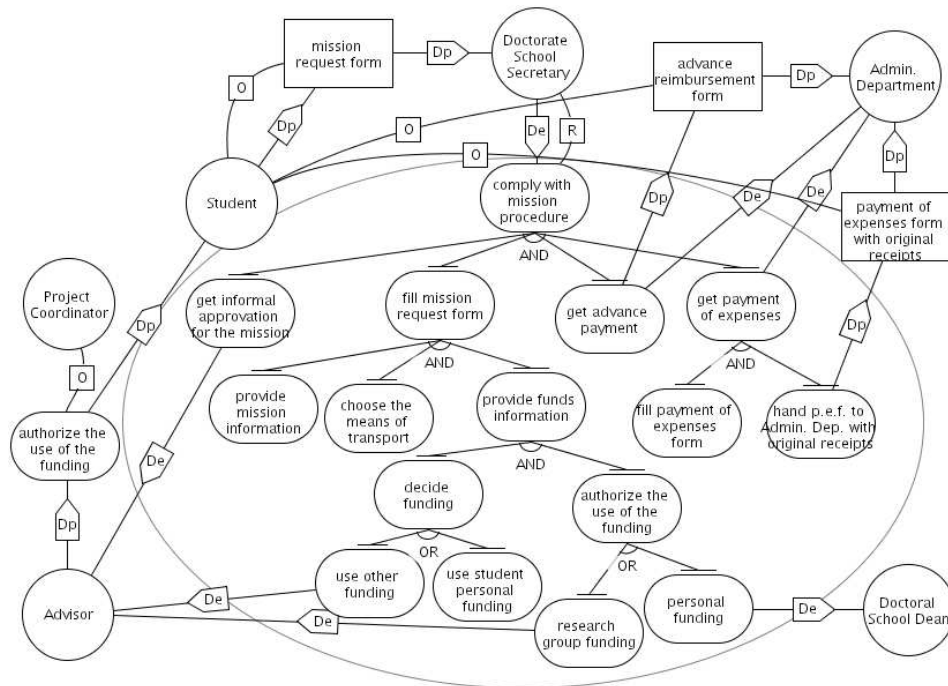 mission
request form
Dp
Doctorate
School
Secretary
advance
reimbursement
form
Dp
Admin.
Department
O
Dp
O
De
R
Dp
O
Student
comply with
mission
procedure
Dp
De
De
payment of
expenses form
with original
receipts
AND
Project
Coordinator
Dp
get informal
approvation
for the mission
fill mission
request form
get advance
payment
get payment
of expenses
Dp
O
AND
AND
provide
mission
information
choose the
means of
transport
provide funds
information
fill payment of
expenses
form
hand p.e.f. to
Admin. Dep. with
original receipts
authorize the
use of the
funding
De
AND
decide
funding
authorize the
use of the
funding
Dp
OR
OR
use other
funding
use student
personal
funding
De
Advisor
De
research
group funding
personal
funding
De
Doctoral
School Dean